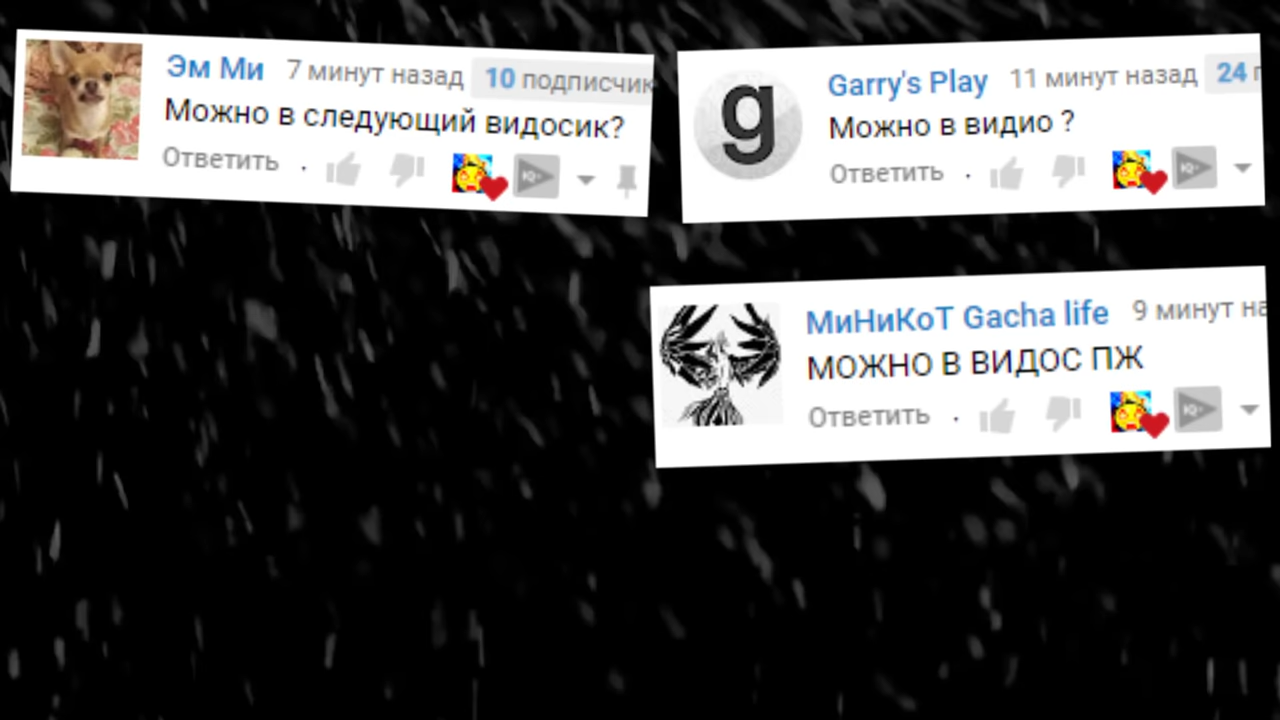 Эм Ми 7 минут назад 10 подписчик
Можно в следующий видосик?
Ответить
g
Garry's Play 11 минут назад 24
Можно в видио ?
Ответить
МиНиКоТ Gacha life 9 минут на
МОЖНО В ВИДОС ПЖ
Ответить